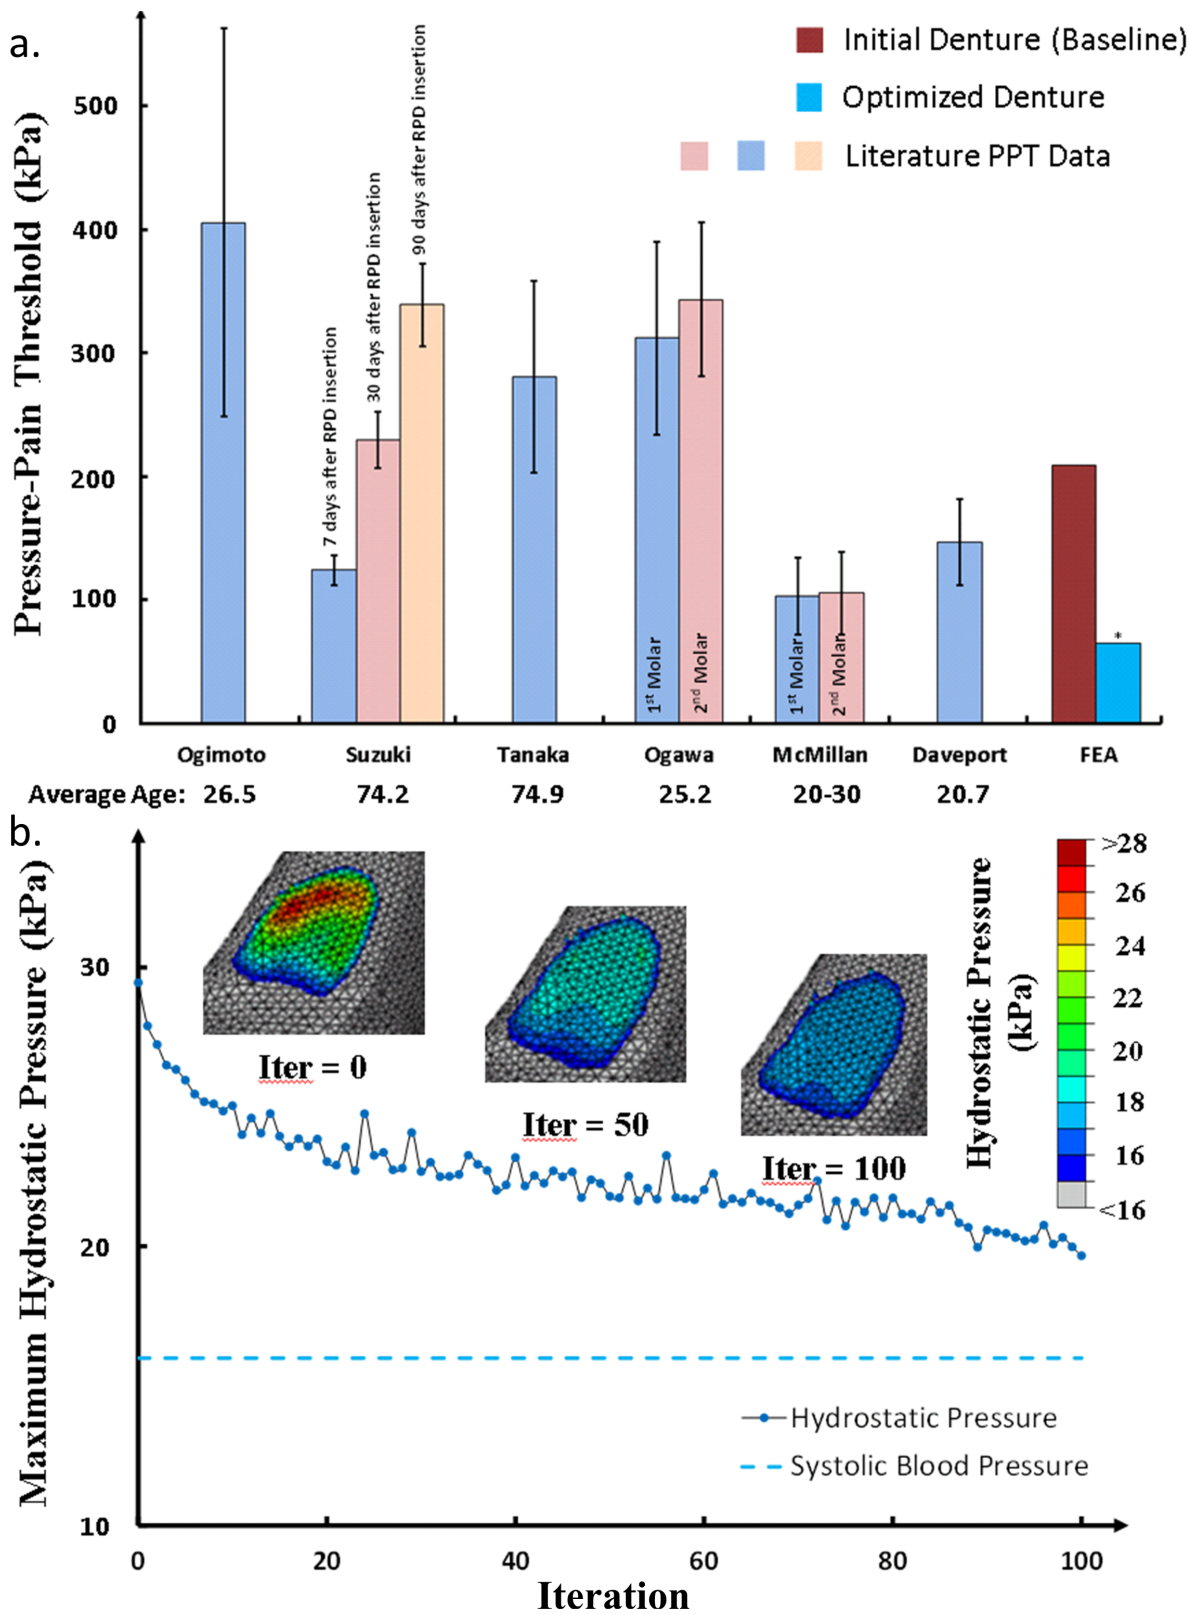 a.
Pressure-Pain Threshold (kPa)
500
400
300
200
100
0
Initial Denture (Baseline)
Optimized Denture
Literature PPT Data
7 days after RPD insertion
30 days after RPD insertion
90 days after RPD insertion
1st Molar
2nd Molar
1st Molar
2nd Molar
*
Ogimoto Suzuki Tanaka Ogawa McMillan Daveport FEA
Average Age: 26.5 74.2 74.9 25.2 20-30 20.7
b.
Maximum Hydrostatic Pressure (kPa)
30
20
10
Iter = 0
Iter = 50
Iter = 100
Hydrostatic Pressure
(kPa)
>28
26
24
22
20
18
16
<16
Hydrostatic Pressure
Systolic Blood Pressure
0 20 40 60 80 100
Iteration